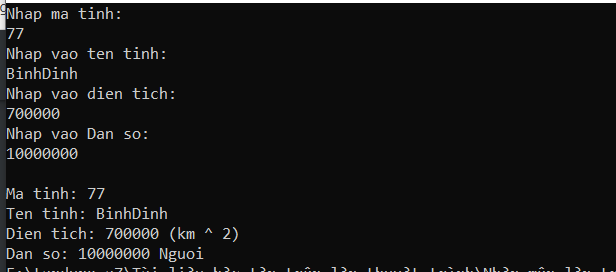 Nhap ma tinh:
77
Nhap vao ten tinh:
BinhDinh
Nhap vao dien tich:
700000
Nhap vao Dan so:
10000000
Ma tinh: 77
Ten tinh: BinhDinh
Dien tich: 700000 (km ^ 2)
Dan so: 10000000 Nguoi